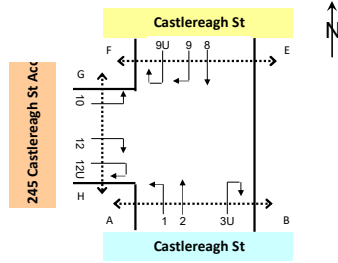 Castlereagh St
N
F
9U 9 8
E
G
10
245 Castlereagh St Acc
12
12U
H
A
1 2 3U
B
Castlereagh St